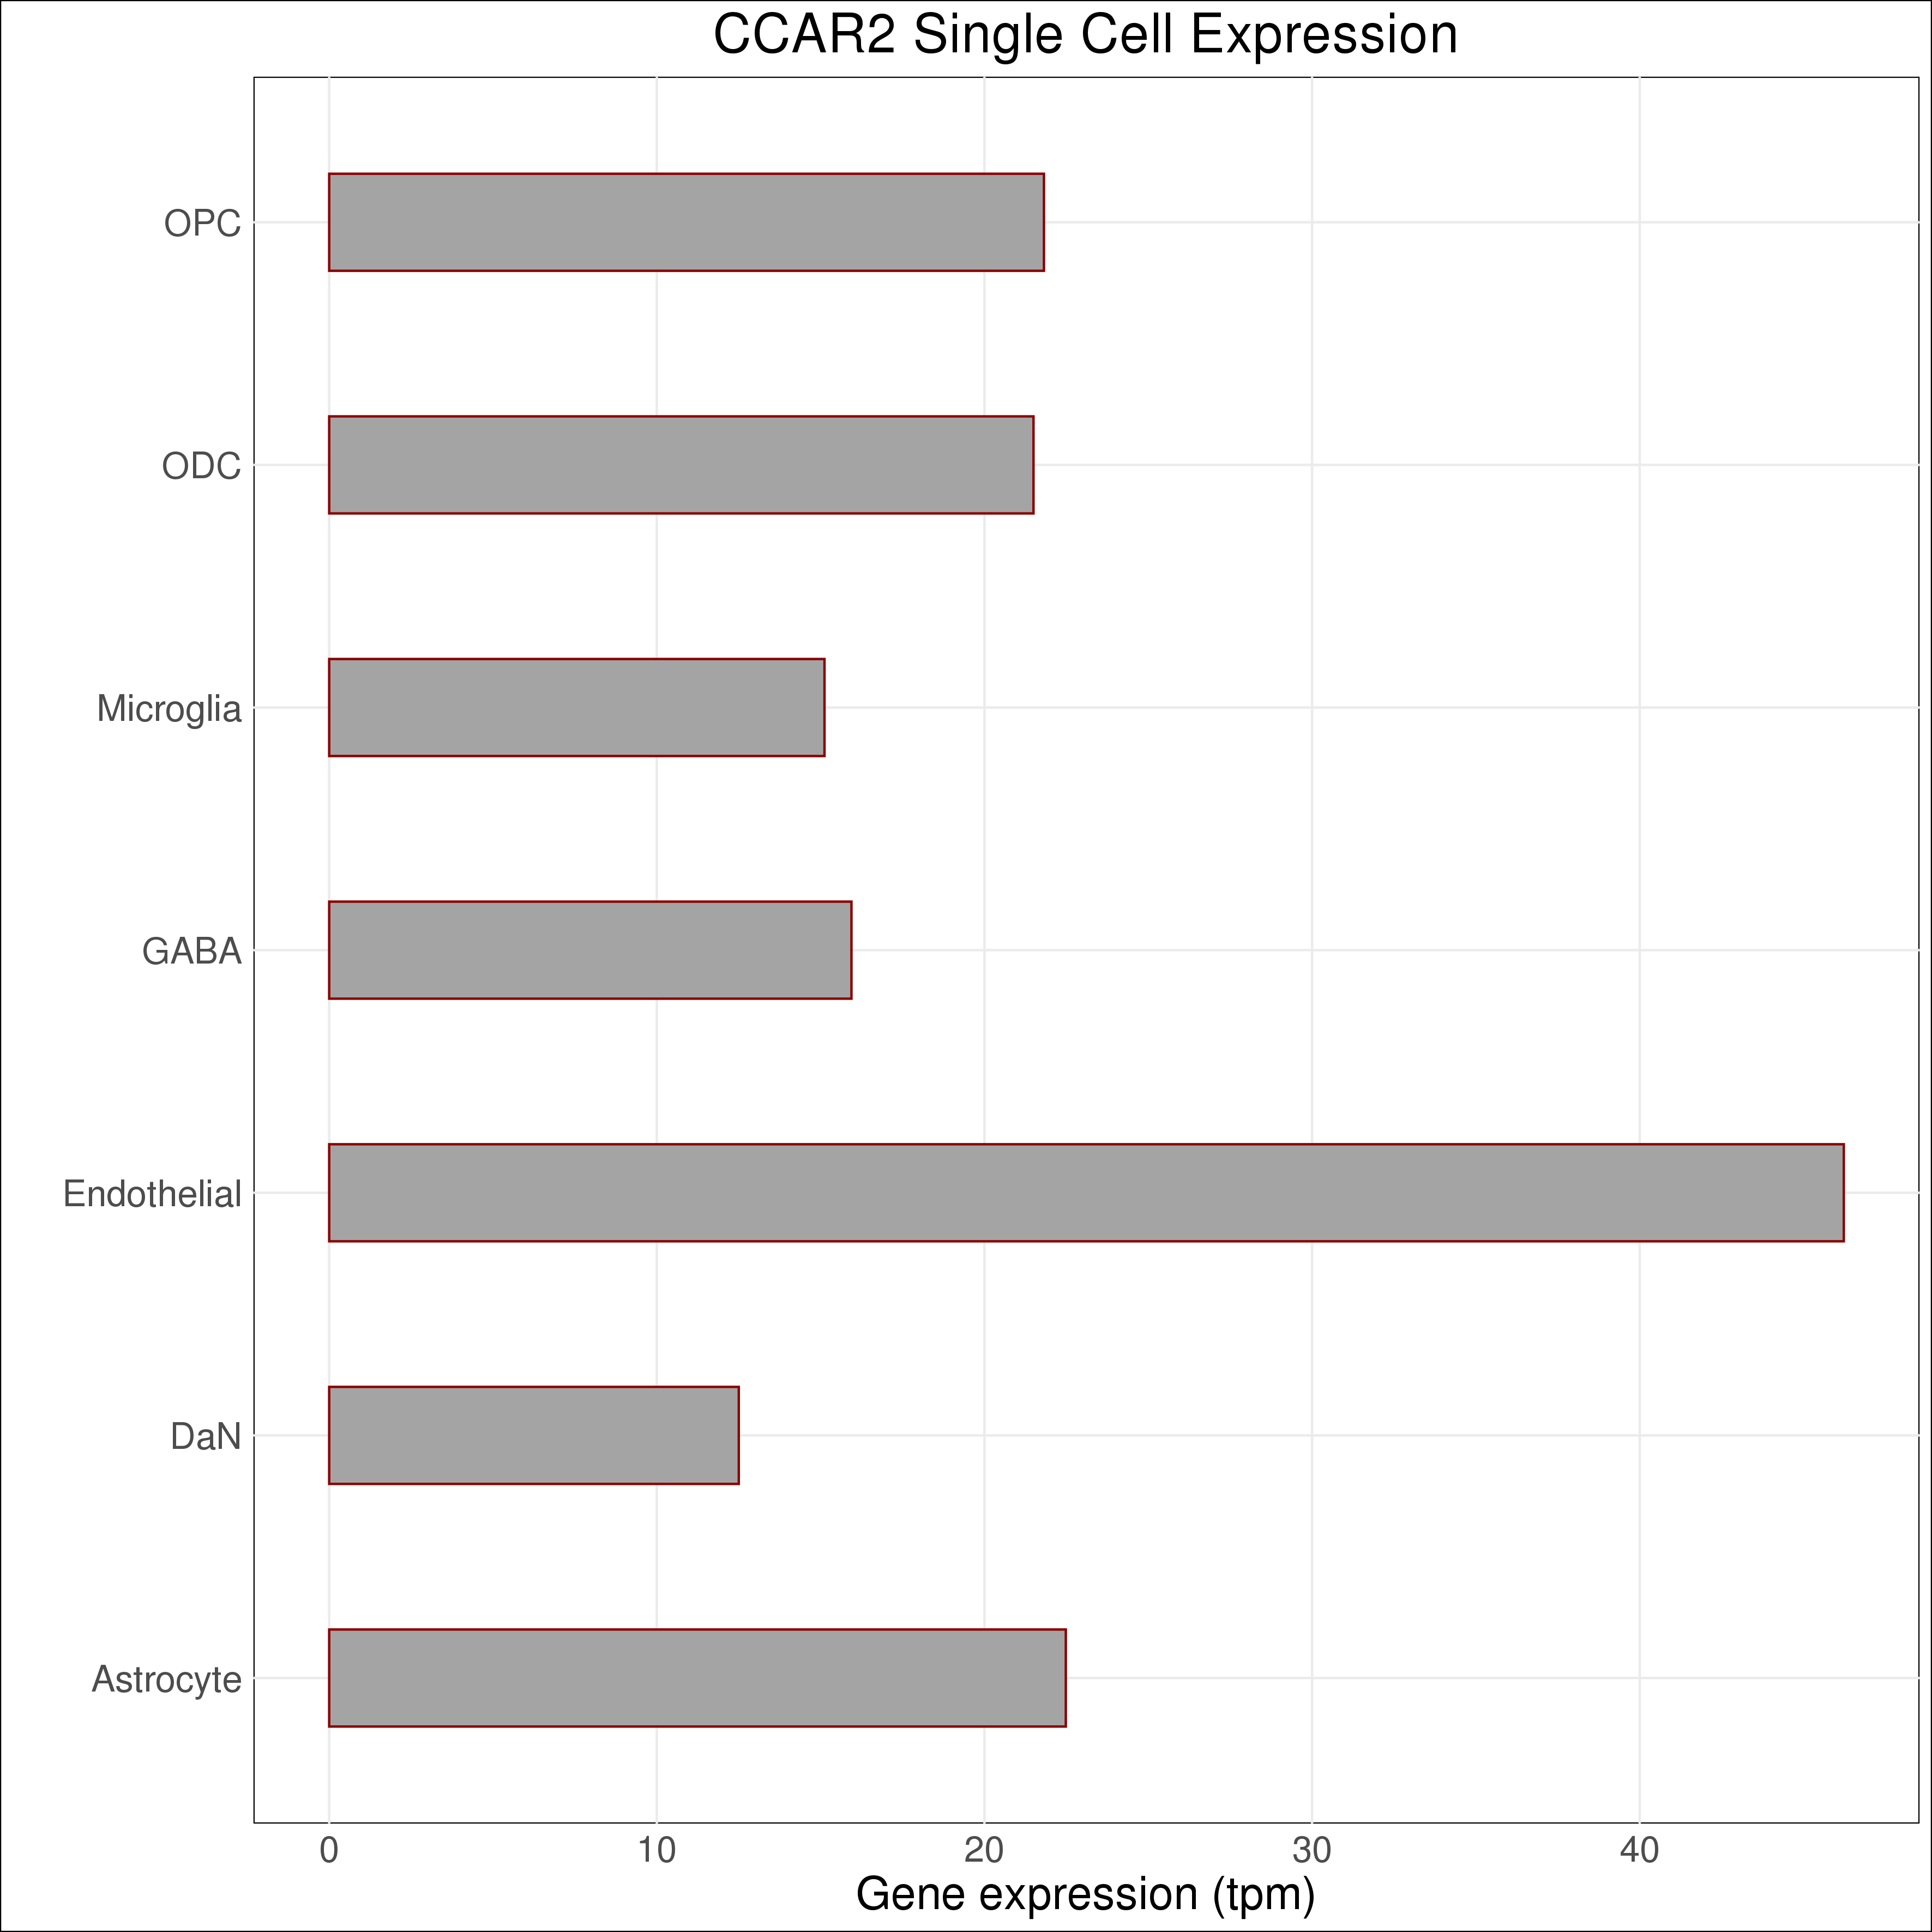 CCAR2 Single Cell Expression
OPC
ODC
Microglia
GABA
Endothelial
DaN
Astrocyte
0 10 20 30 40
Gene expression (tpm)